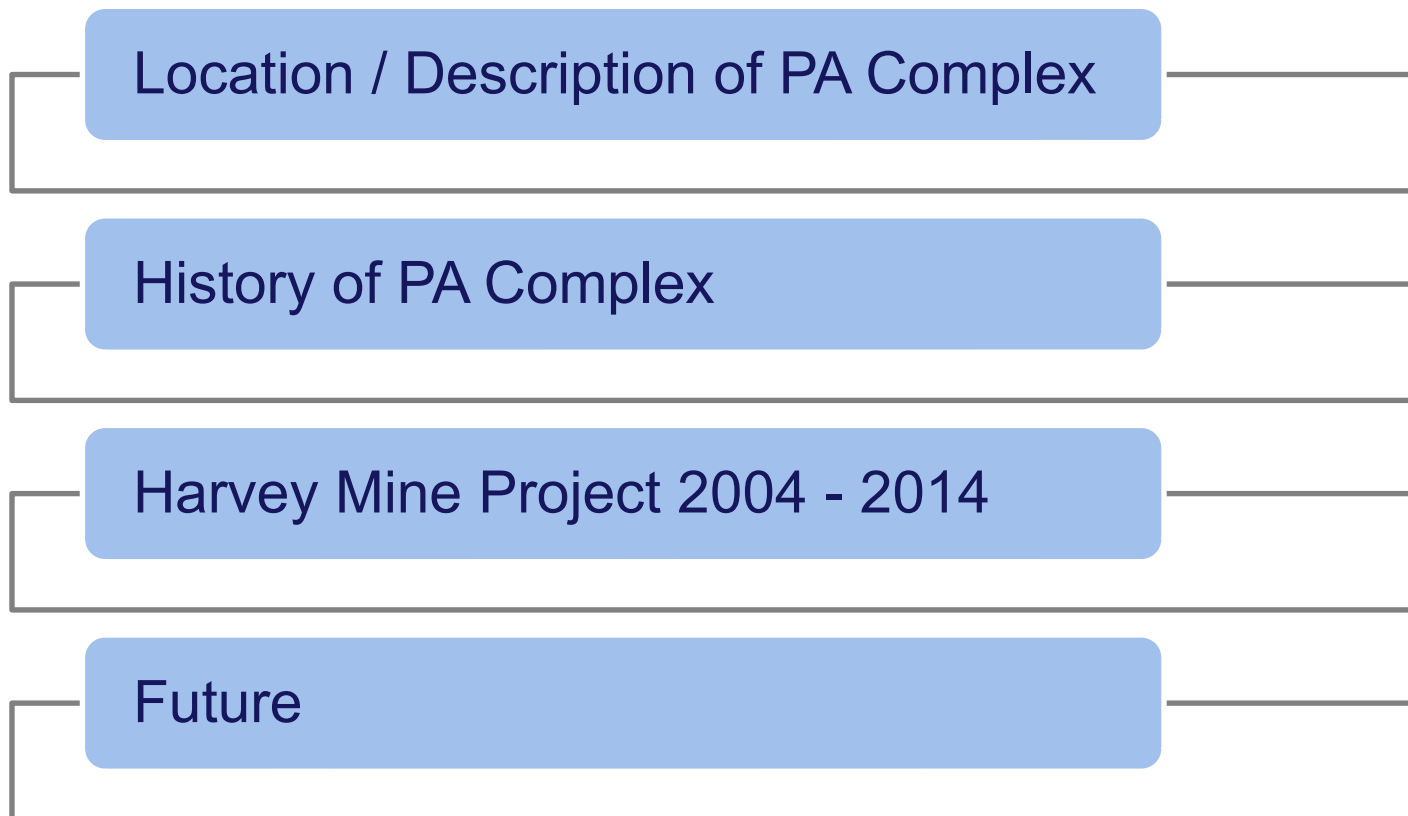 Location / Description of PA Complex
History of PA Complex
Harvey Mine Project 2004 - 2014
Future